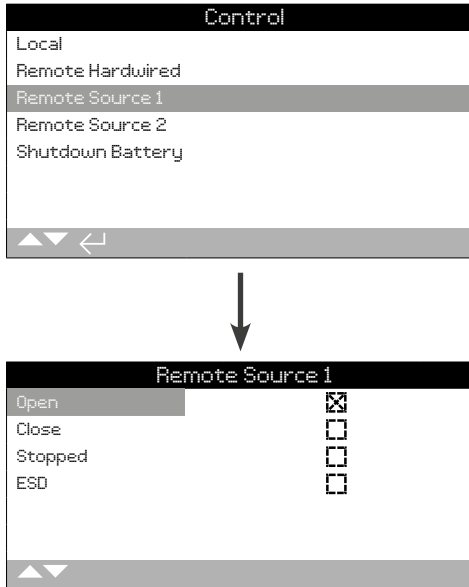 Control
Local
Remote Hardwired
Remote Source 1
Remote Source 2
Shutdown Battery
Remote Source 1
Open
Close
Stopped
ESD